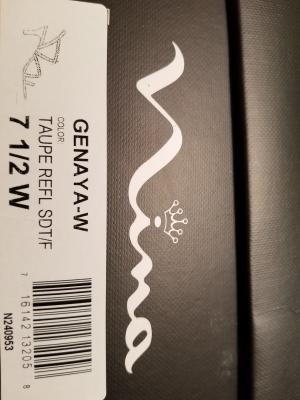 GENAYA-W
COLOR
TAUPE REFL SDT/F
7 1/2 W
7 16142 13205 8
N240953
Nina